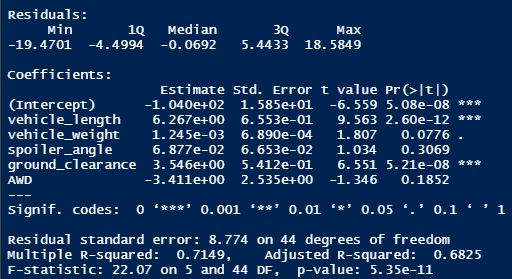 Residuals:
     Min       1Q   Median       3Q      Max
-19.4701  -4.4994  -0.0692   5.4433  18.5849
Coefficients:
                   Estimate Std. Error t value Pr(>|t|)
(Intercept)      -1.040e+02  1.585e+01  -6.559 5.08e-08 ***
vehicle_length    6.267e+00  6.553e-01   9.563 2.60e-12 ***
vehicle_weight    1.245e-03  6.890e-04   1.807   0.0776 .
spoiler_angle     6.877e-02  6.653e-02   1.034   0.3069
ground_clearance  3.546e+00  5.412e-01   6.551 5.21e-08 ***
AWD              -3.411e+00  2.535e+00  -1.346   0.1852
---
Signif. codes:  0 ‘***’ 0.001 ‘**’ 0.01 ‘*’ 0.05 ‘.’ 0.1 ‘ ’ 1
Residual standard error: 8.774 on 44 degrees of freedom
Multiple R-squared:  0.7149,    Adjusted R-squared:  0.6825
F-statistic: 22.07 on 5 and 44 DF,  p-value: 5.35e-11